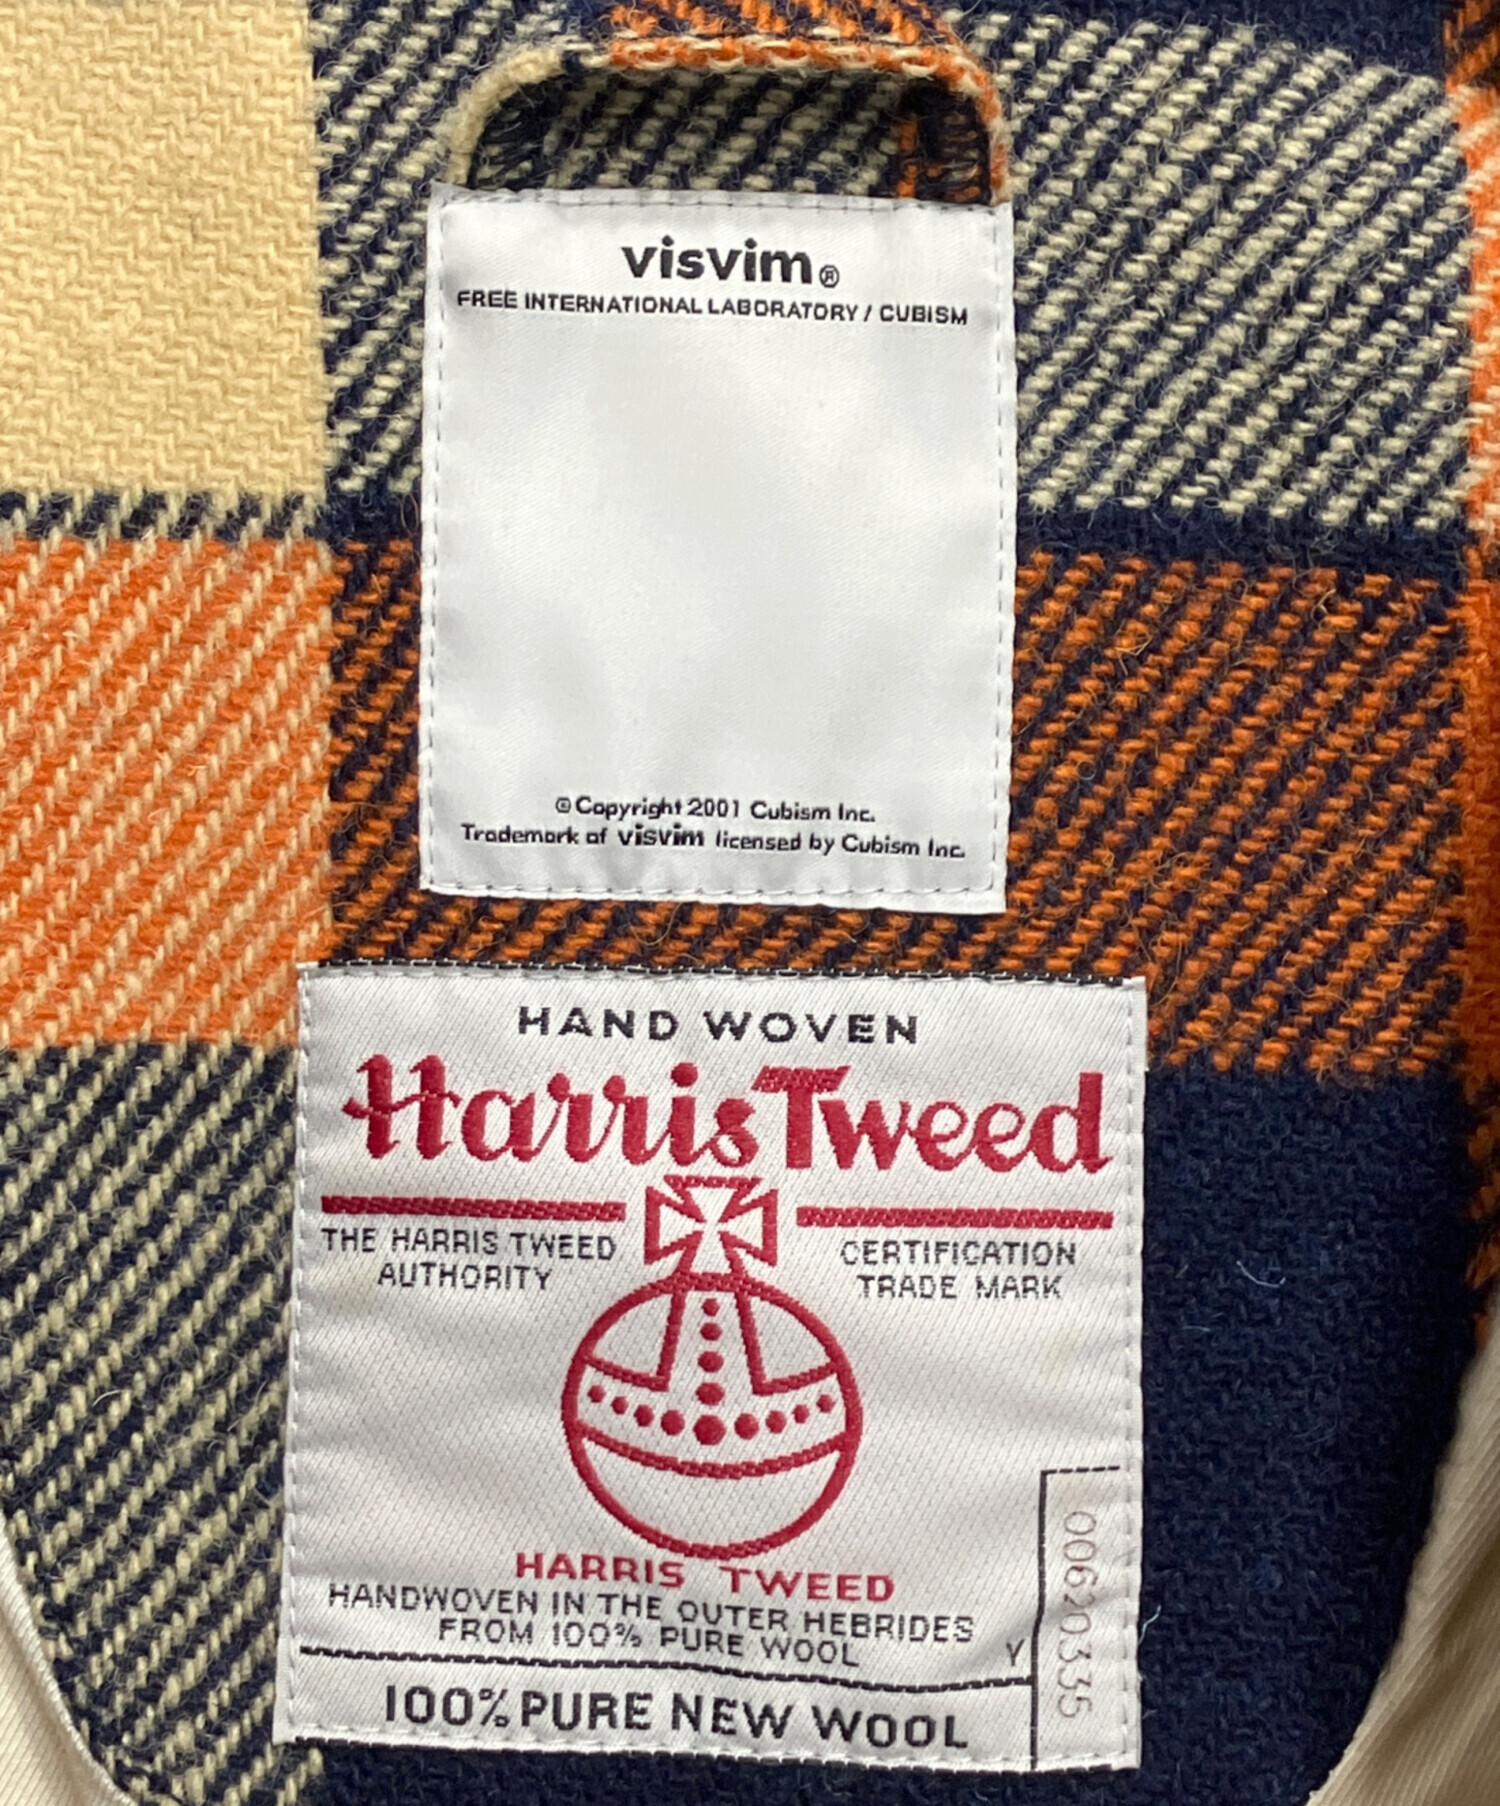 visvim®
FREE INTERNATIONAL LABORATORY / CUBISM
© Copyright 2001 Cubism Inc.
Trademark of visvim licensed by Cubism Inc.
HAND WOVEN
Harris Tweed
THE HARRIS TWEED
AUTHORITY
CERTIFICATION
TRADE MARK
HARRIS TWEED
HANDWOVEN IN THE OUTER HEBRIDES
FROM 100% PURE WOOL
Y
100% PURE NEW WOOL
00620335